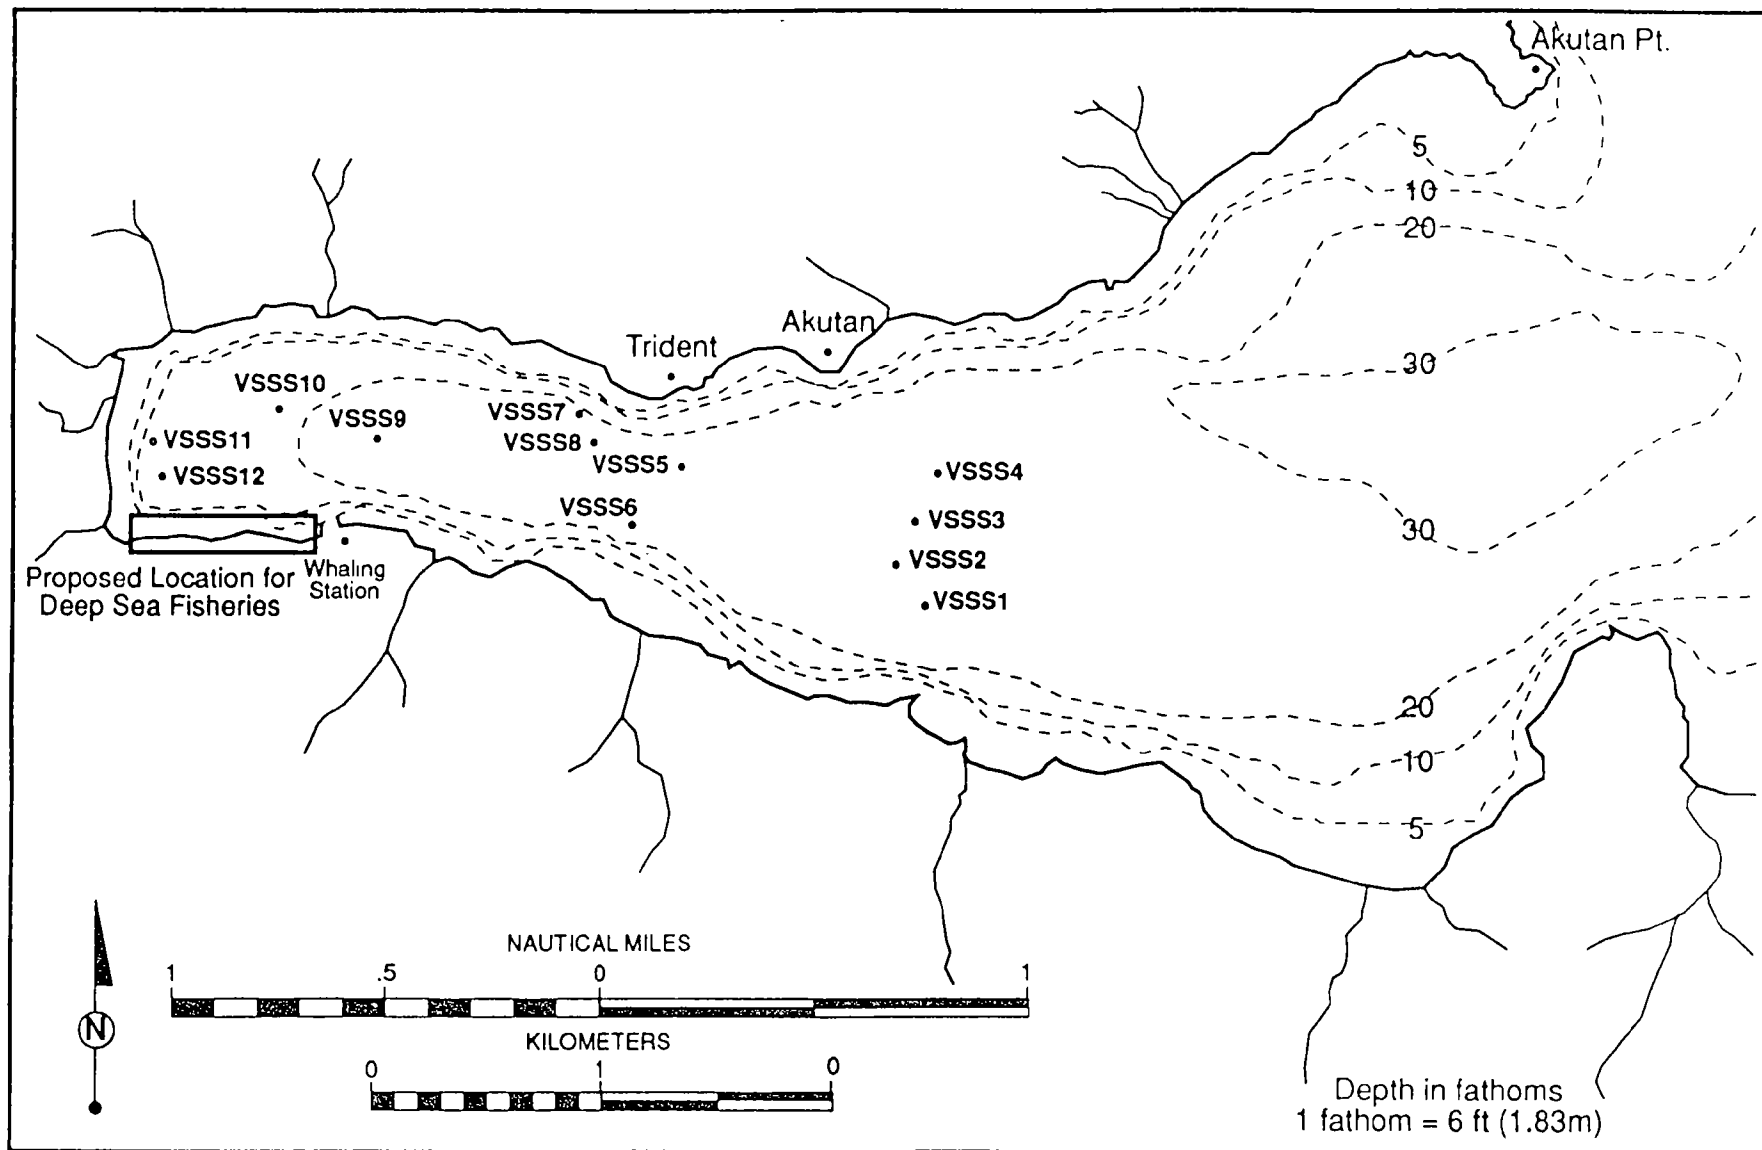 Akutan Pt.
5
10
20
Akutan
Trident
30
VSSS10
VSSS9
VSSS7
VSSS11
VSSS8
VSSS5
VSSS12
VSSS4
VSSS6
VSSS3
30
VSSS2
Proposed Location for
Deep Sea Fisheries
Whaling
Station
VSSS1
20
10
5
NAUTICAL MILES
1 .5 0 1
N
KILOMETERS
0 1 0
Depth in fathoms
1 fathom = 6 ft (1.83m)